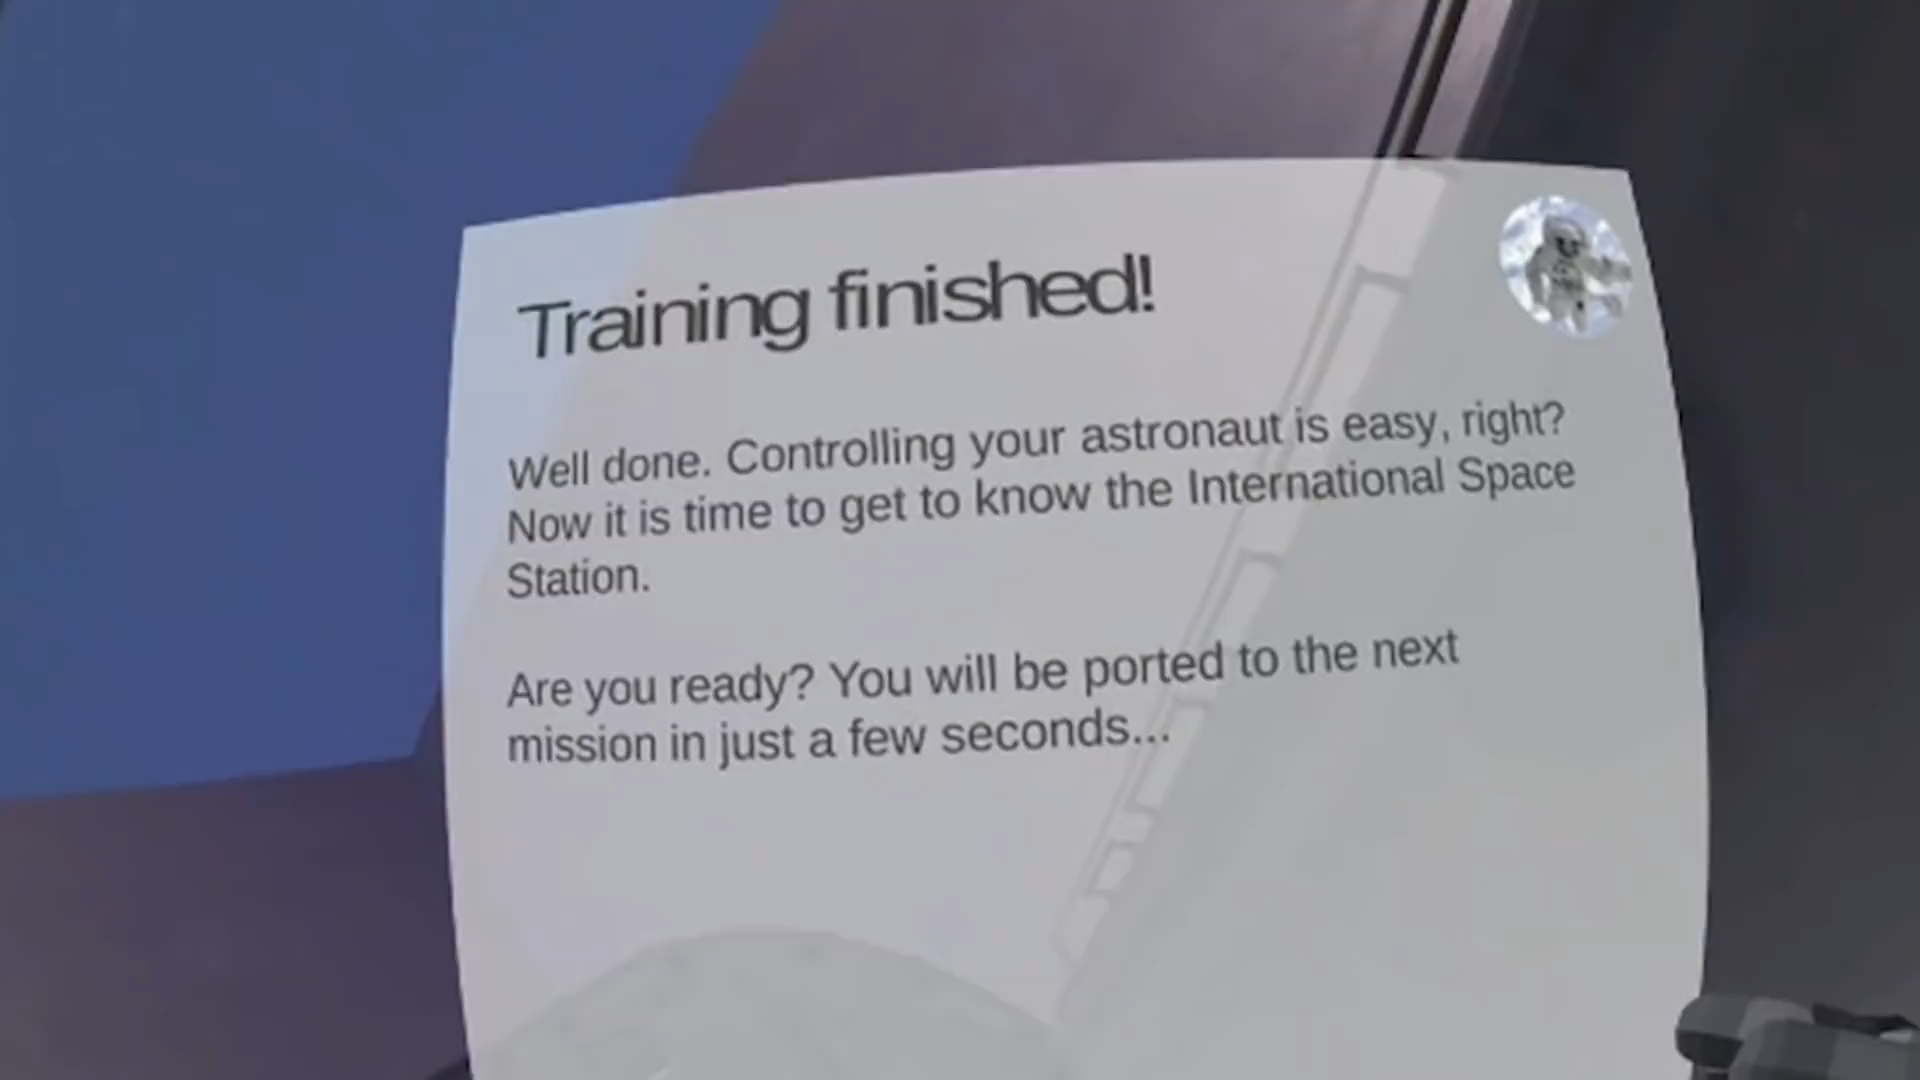 Training finished!
Well done. Controlling your astronaut is easy, right?
Now it is time to get to know the International Space
Station.
Are you ready? You will be ported to the next
mission in just a few seconds...